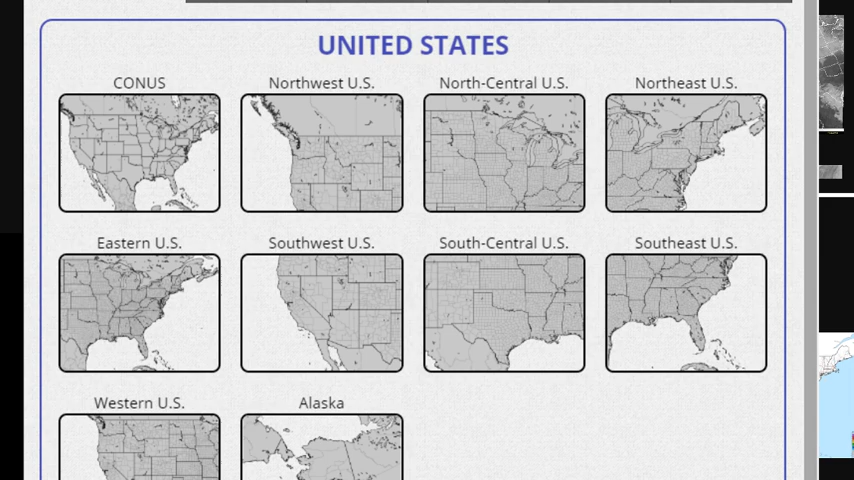 UNITED STATES
CONUS Northwest U.S. North-Central U.S. Northeast U.S.
Eastern U.S. Southwest U.S. South-Central U.S. Southeast U.S.
Western U.S. Alaska